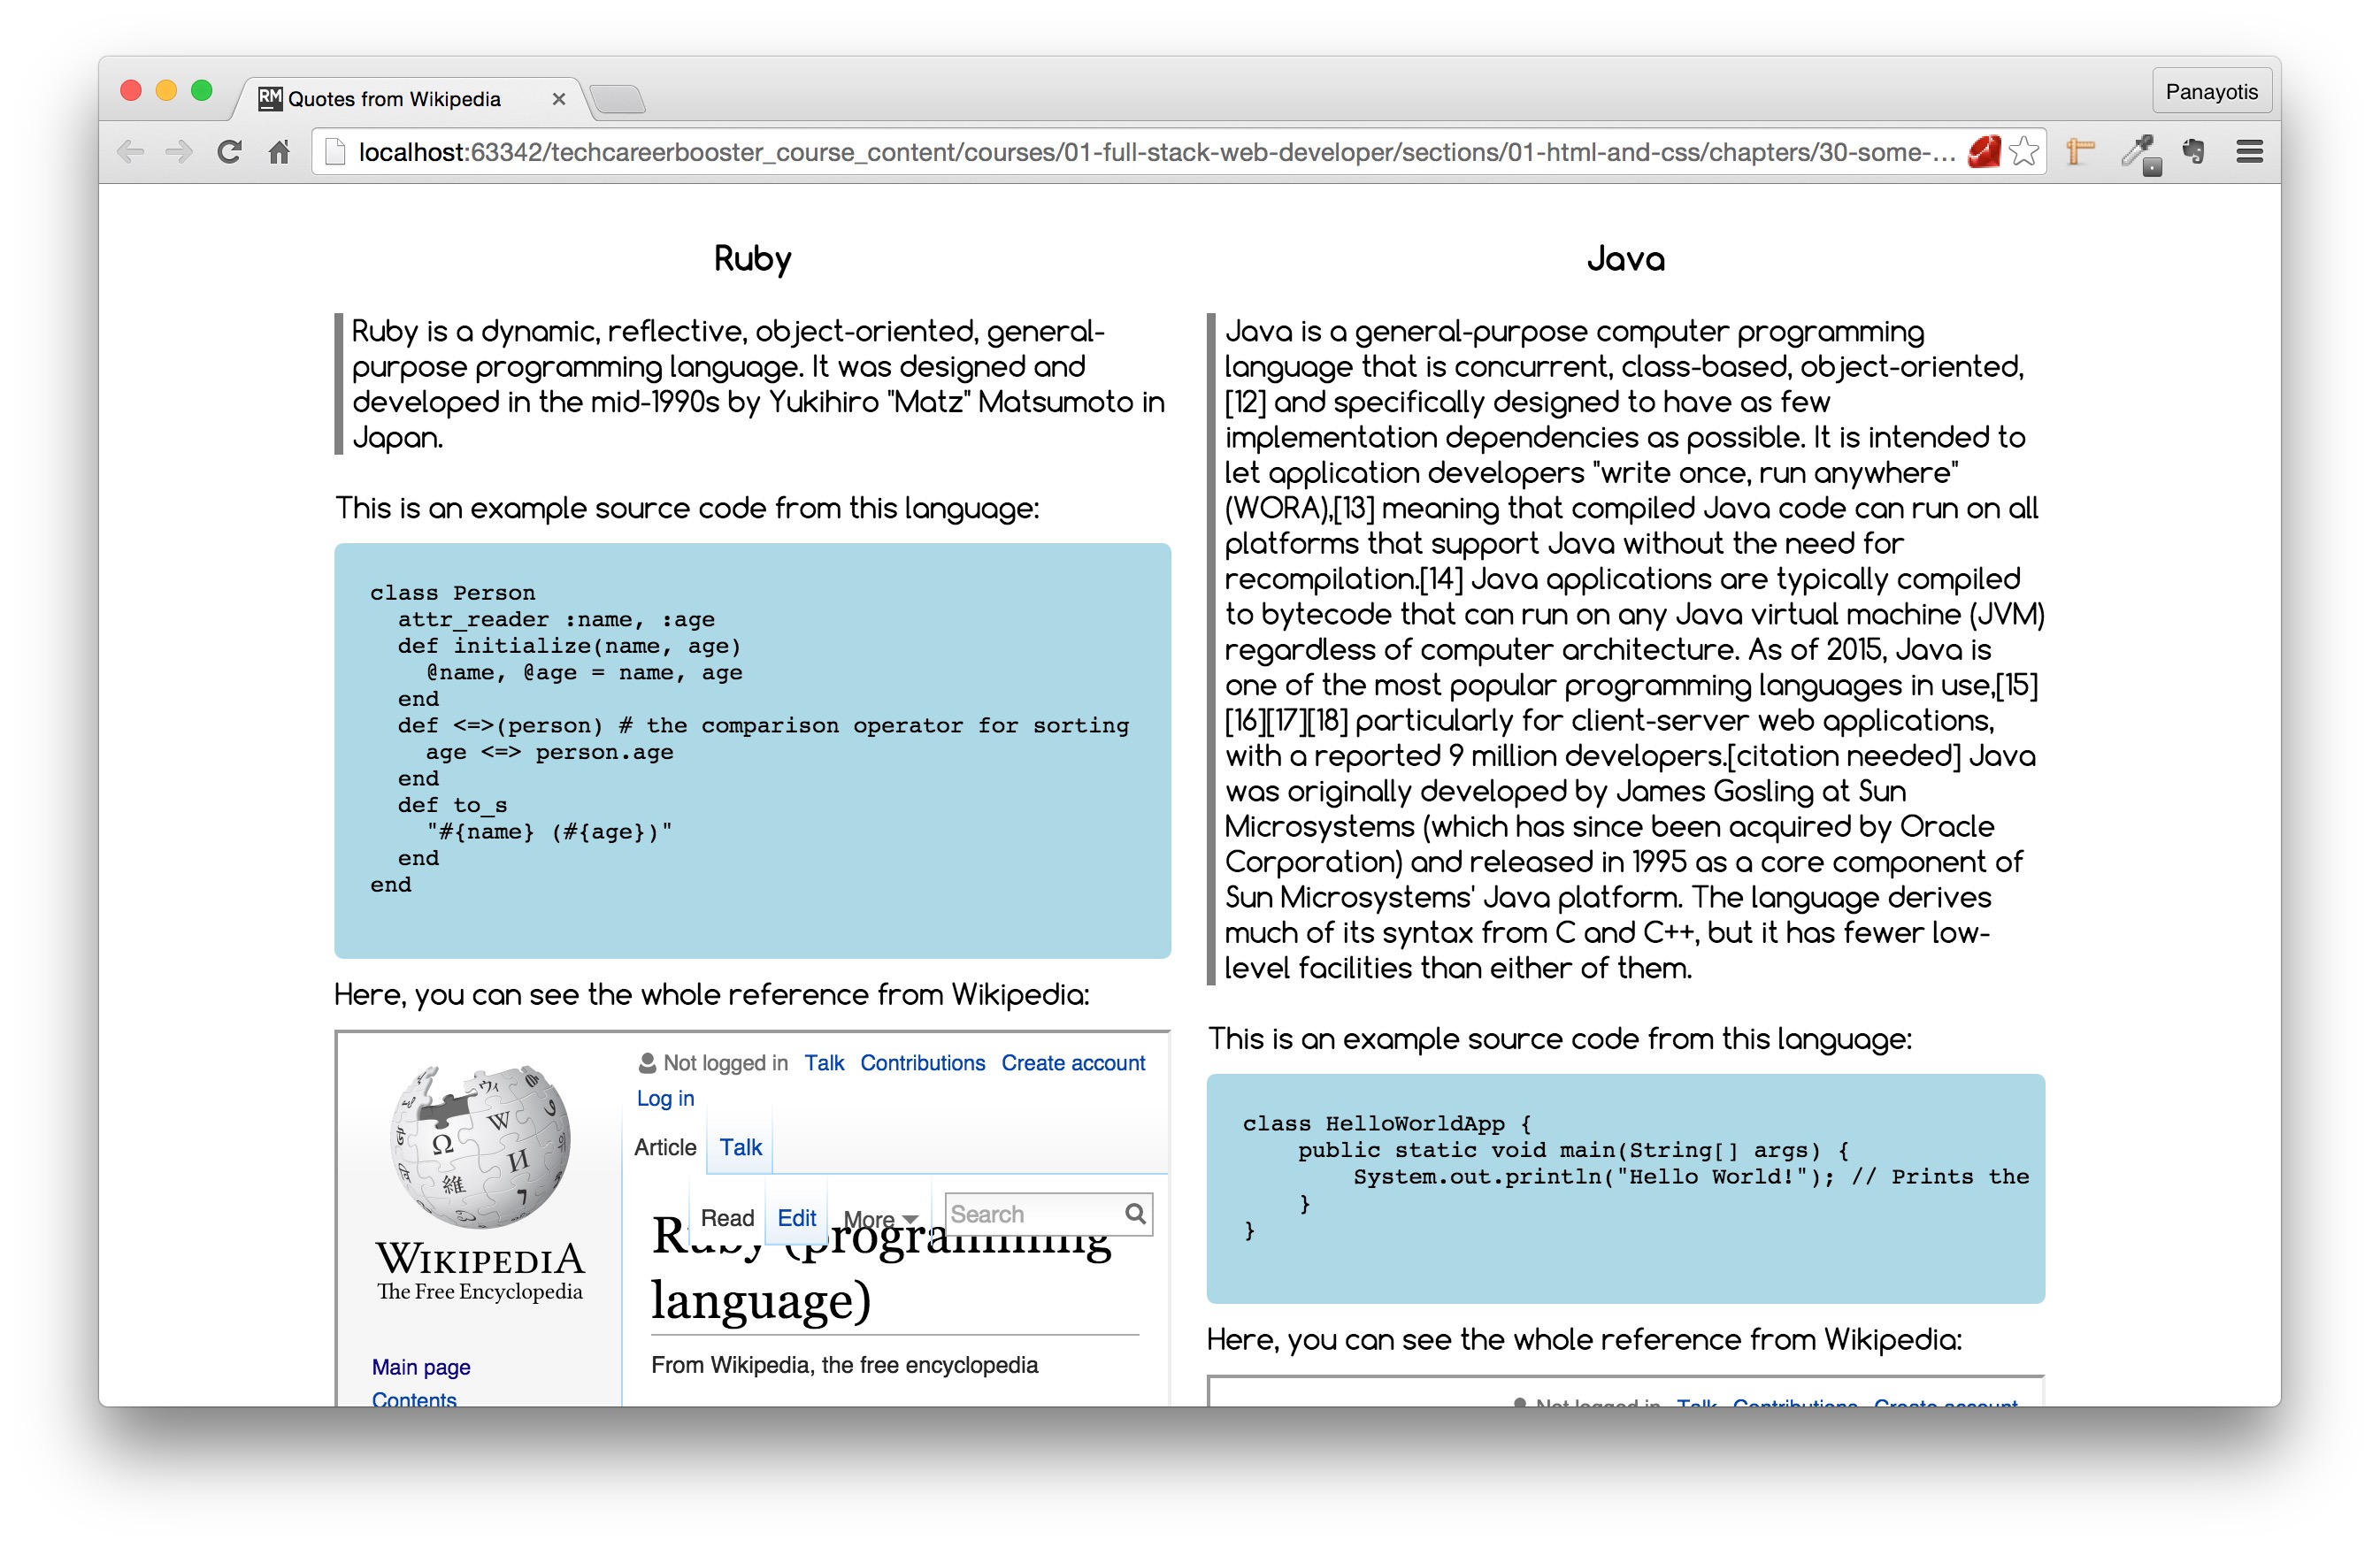 RM Quotes from Wikipedia
Panayotis
localhost:63342/techcareerbooster_course_content/courses/01-full-stack-web-developer/sections/01-html-and-css/chapters/30-some-...
Ruby
Ruby is a dynamic, reflective, object-oriented, general-
purpose programming language. It was designed and
developed in the mid-1990s by Yukihiro "Matz" Matsumoto in
Japan.
This is an example source code from this language:
class Person
  attr_reader :name, :age
  def initialize(name, age)
    @name, @age = name, age
  end
  def <=>(person) # the comparison operator for sorting
    age <=> person.age
  end
  def to_s
    "#{name} (#{age})"
  end
end
Here, you can see the whole reference from Wikipedia:
Not logged in Talk Contributions Create account
Log in
Article Talk
Read Edit More Search
Ruby (programming
language)
From Wikipedia, the free encyclopedia
WIKIPEDIA
The Free Encyclopedia
Main page
Contents
Java
Java is a general-purpose computer programming
language that is concurrent, class-based, object-oriented,
[12] and specifically designed to have as few
implementation dependencies as possible. It is intended to
let application developers "write once, run anywhere"
(WORA),[13] meaning that compiled Java code can run on all
platforms that support Java without the need for
recompilation.[14] Java applications are typically compiled
to bytecode that can run on any Java virtual machine (JVM)
regardless of computer architecture. As of 2015, Java is
one of the most popular programming languages in use,[15]
[16][17][18] particularly for client-server web applications,
with a reported 9 million developers.[citation needed] Java
was originally developed by James Gosling at Sun
Microsystems (which has since been acquired by Oracle
Corporation) and released in 1995 as a core component of
Sun Microsystems' Java platform. The language derives
much of its syntax from C and C++, but it has fewer low-
level facilities than either of them.
This is an example source code from this language:
class HelloWorldApp {
    public static void main(String[] args) {
        System.out.println("Hello World!"); // Prints the
    }
}
Here, you can see the whole reference from Wikipedia:
Not logged in Talk Contributions Create account